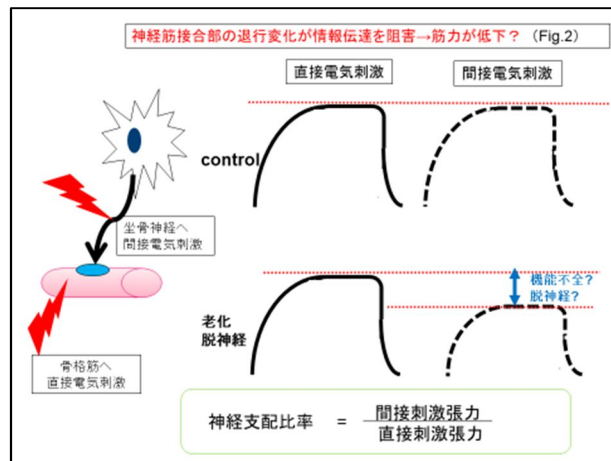 神経筋接合部の退行変化が情報伝達を阻害→筋力が低下？（Fig.2）
直接電気刺激
間接電気刺激
control
坐骨神経へ
間接電気刺激
機能不全?
脱神経?
老化
脱神経
骨格筋へ
直接電気刺激
神経支配比率 = 間接刺激張力
直接刺激張力